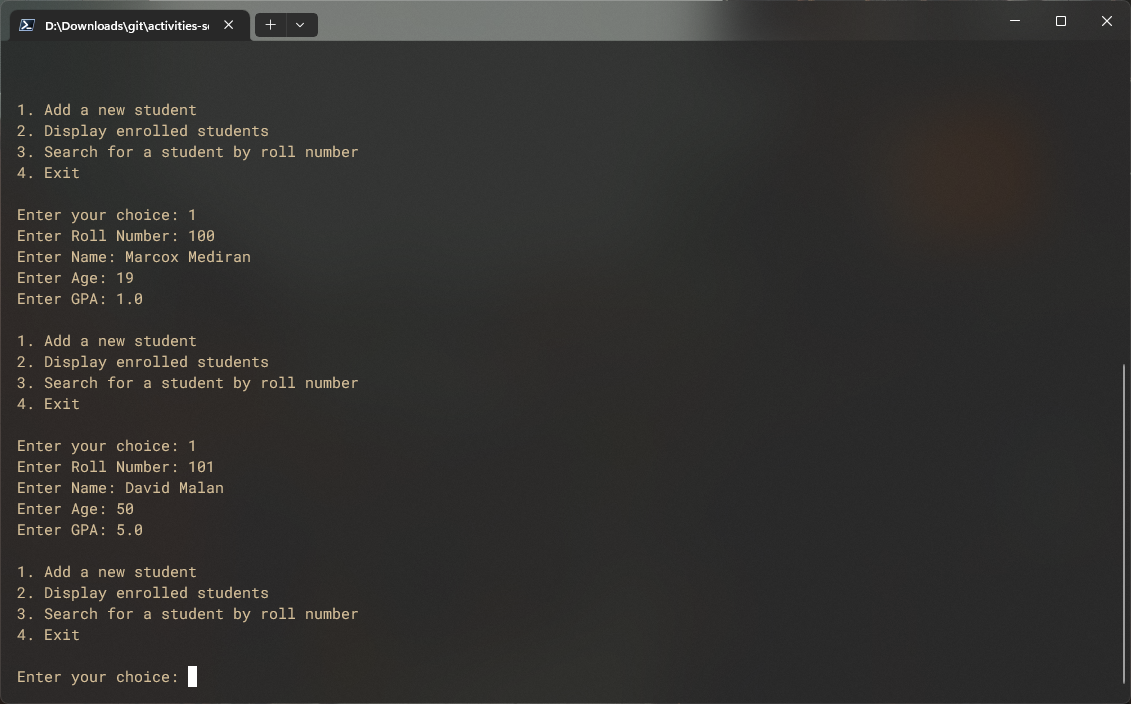 D:\Downloads\git\activities-se
1. Add a new student
2. Display enrolled students
3. Search for a student by roll number
4. Exit
Enter your choice: 1
Enter Roll Number: 100
Enter Name: Marcox Mediran
Enter Age: 19
Enter GPA: 1.0
1. Add a new student
2. Display enrolled students
3. Search for a student by roll number
4. Exit
Enter your choice: 1
Enter Roll Number: 101
Enter Name: David Malan
Enter Age: 50
Enter GPA: 5.0
1. Add a new student
2. Display enrolled students
3. Search for a student by roll number
4. Exit
Enter your choice: